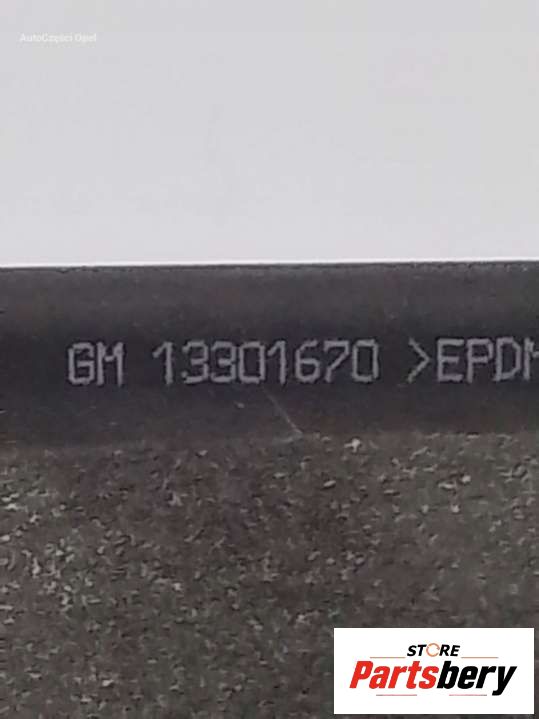 AutoCzęści Opel
GM 13301670 >EPDM
STORE
Partsbery